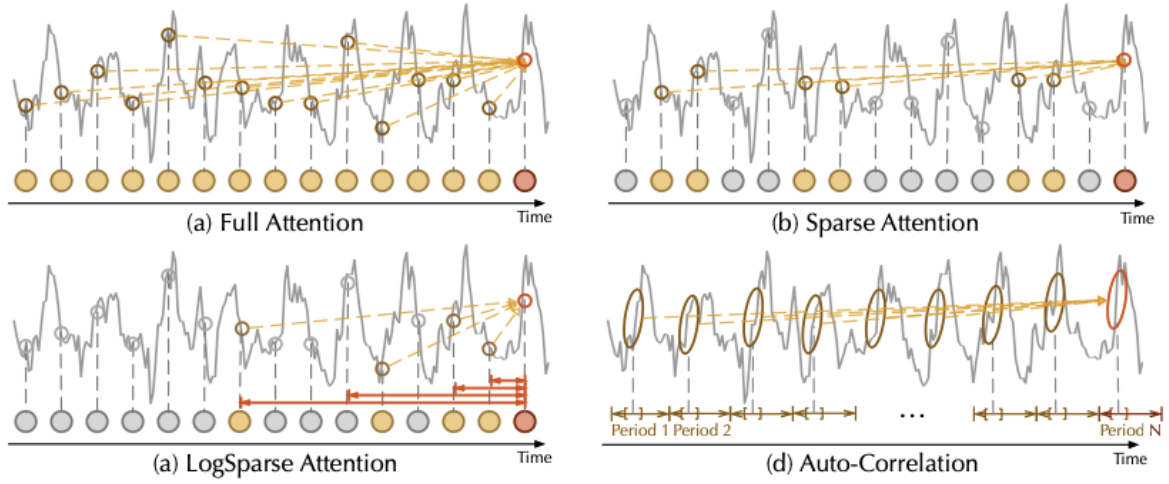 Time
(a) Full Attention
Time
(b) Sparse Attention
Time
(a) LogSparse Attention
[ ] [ ] [ ] [ ] ... [ ] [ ] [ ]
Period 1 Period 2 Period N
Time
(d) Auto-Correlation